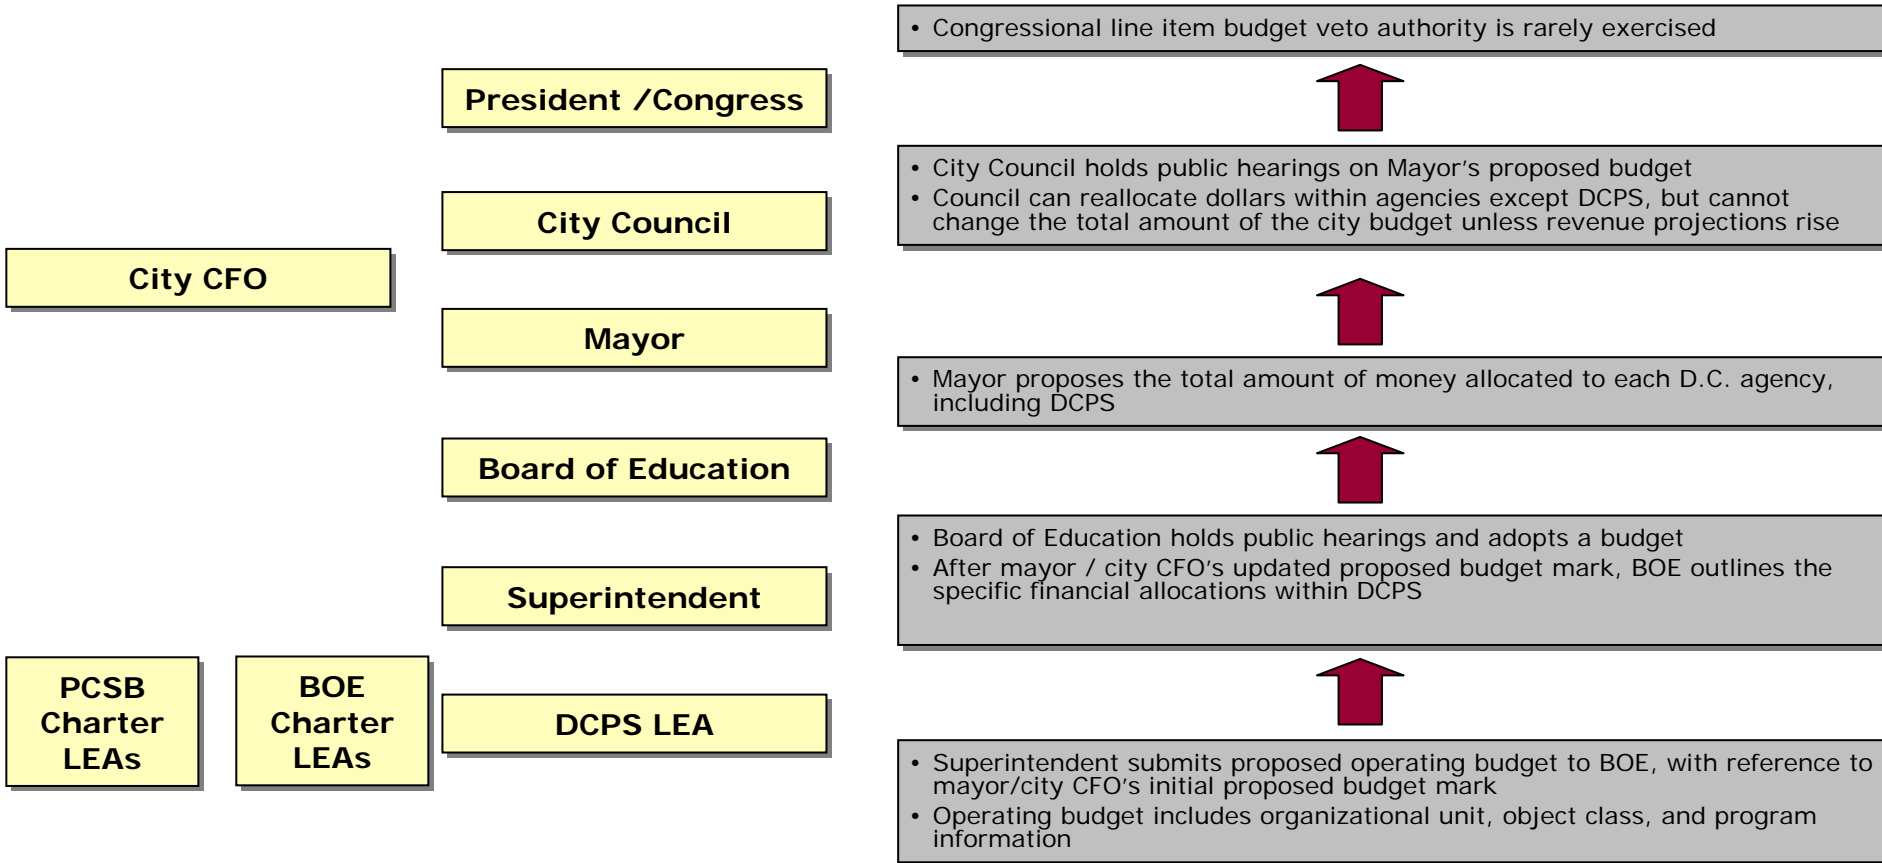 President /Congress
City Council
City CFO
Mayor
Board of Education
Superintendent
PCSB
Charter
LEAs
BOE
Charter
LEAs
DCPS LEA
• Congressional line item budget veto authority is rarely exercised
• City Council holds public hearings on Mayor's proposed budget
• Council can reallocate dollars within agencies except DCPS, but cannot
change the total amount of the city budget unless revenue projections rise
• Mayor proposes the total amount of money allocated to each D.C. agency,
including DCPS
• Board of Education holds public hearings and adopts a budget
• After mayor / city CFO's updated proposed budget mark, BOE outlines the
specific financial allocations within DCPS
• Superintendent submits proposed operating budget to BOE, with reference to
mayor/city CFO's initial proposed budget mark
• Operating budget includes organizational unit, object class, and program
information